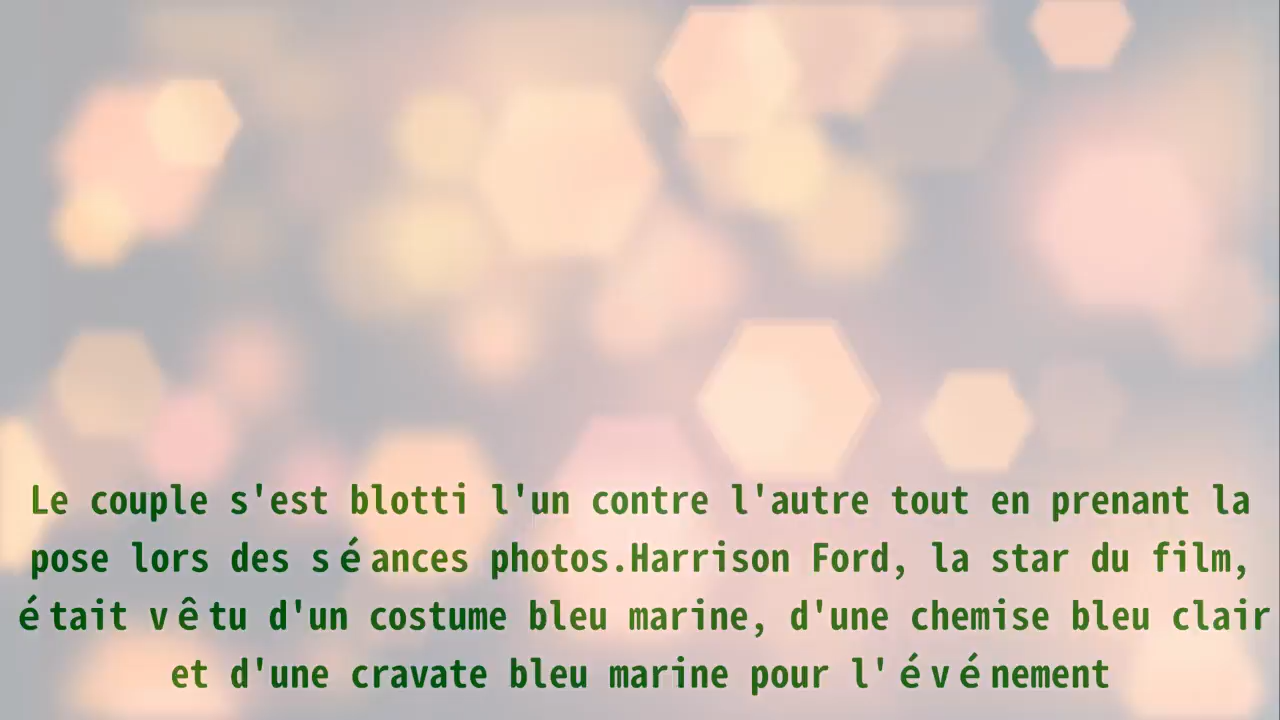 Le couple s'est blotti l'un contre l'autre tout en prenant la
pose lors des séances photos.Harrison Ford, la star du film,
était vêtu d'un costume bleu marine, d'une chemise bleu clair
et d'une cravate bleu marine pour l'événement